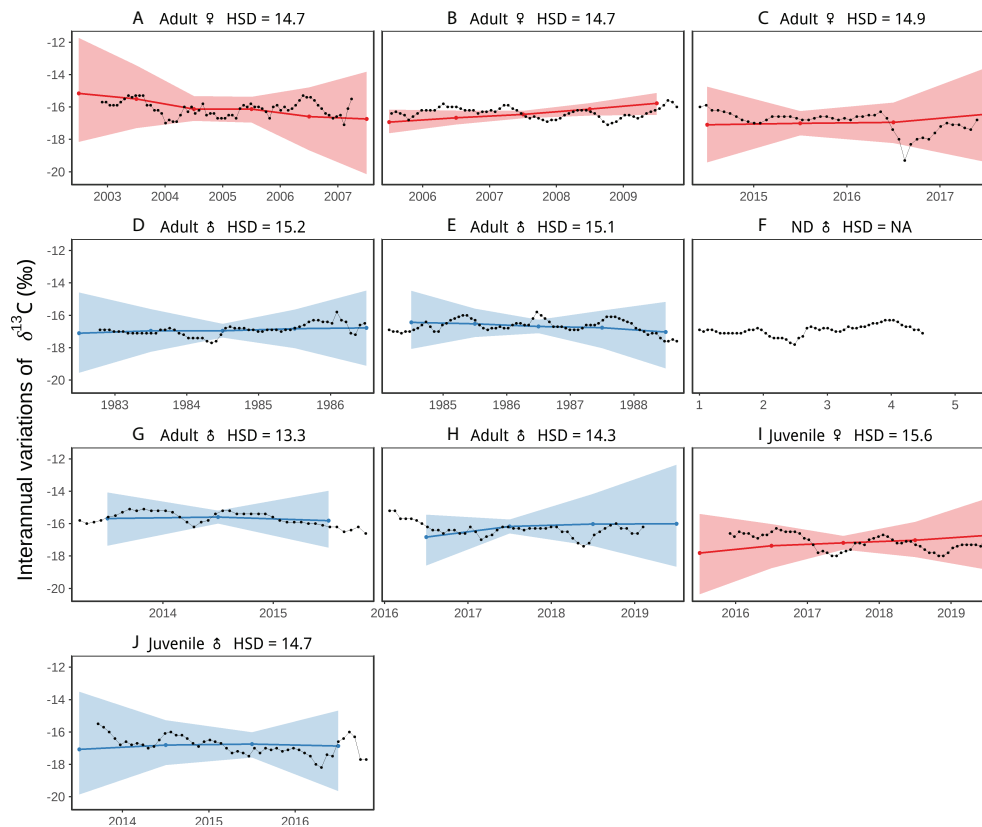 A Adult ♀ HSD = 14.7
B Adult ♀ HSD = 14.7
C Adult ♀ HSD = 14.9
-12
-14
-16
-18
-20
2003 2004 2005 2006 2007
2006 2007 2008 2009
2015 2016 2017
D Adult ♂ HSD = 15.2
E Adult ♂ HSD = 15.1
F ND ♂ HSD = NA
-12
-14
-16
-18
-20
1983 1984 1985 1986
1985 1986 1987 1988
1 2 3 4 5
Interannual variations of δ13C (‰)
G Adult ♂ HSD = 13.3
H Adult ♂ HSD = 14.3
I Juvenile ♀ HSD = 15.6
-12
-14
-16
-18
-20
2014 2015
2016 2017 2018 2019
2016 2017 2018 2019
J Juvenile ♂ HSD = 14.7
-12
-14
-16
-18
-20
2014 2015 2016